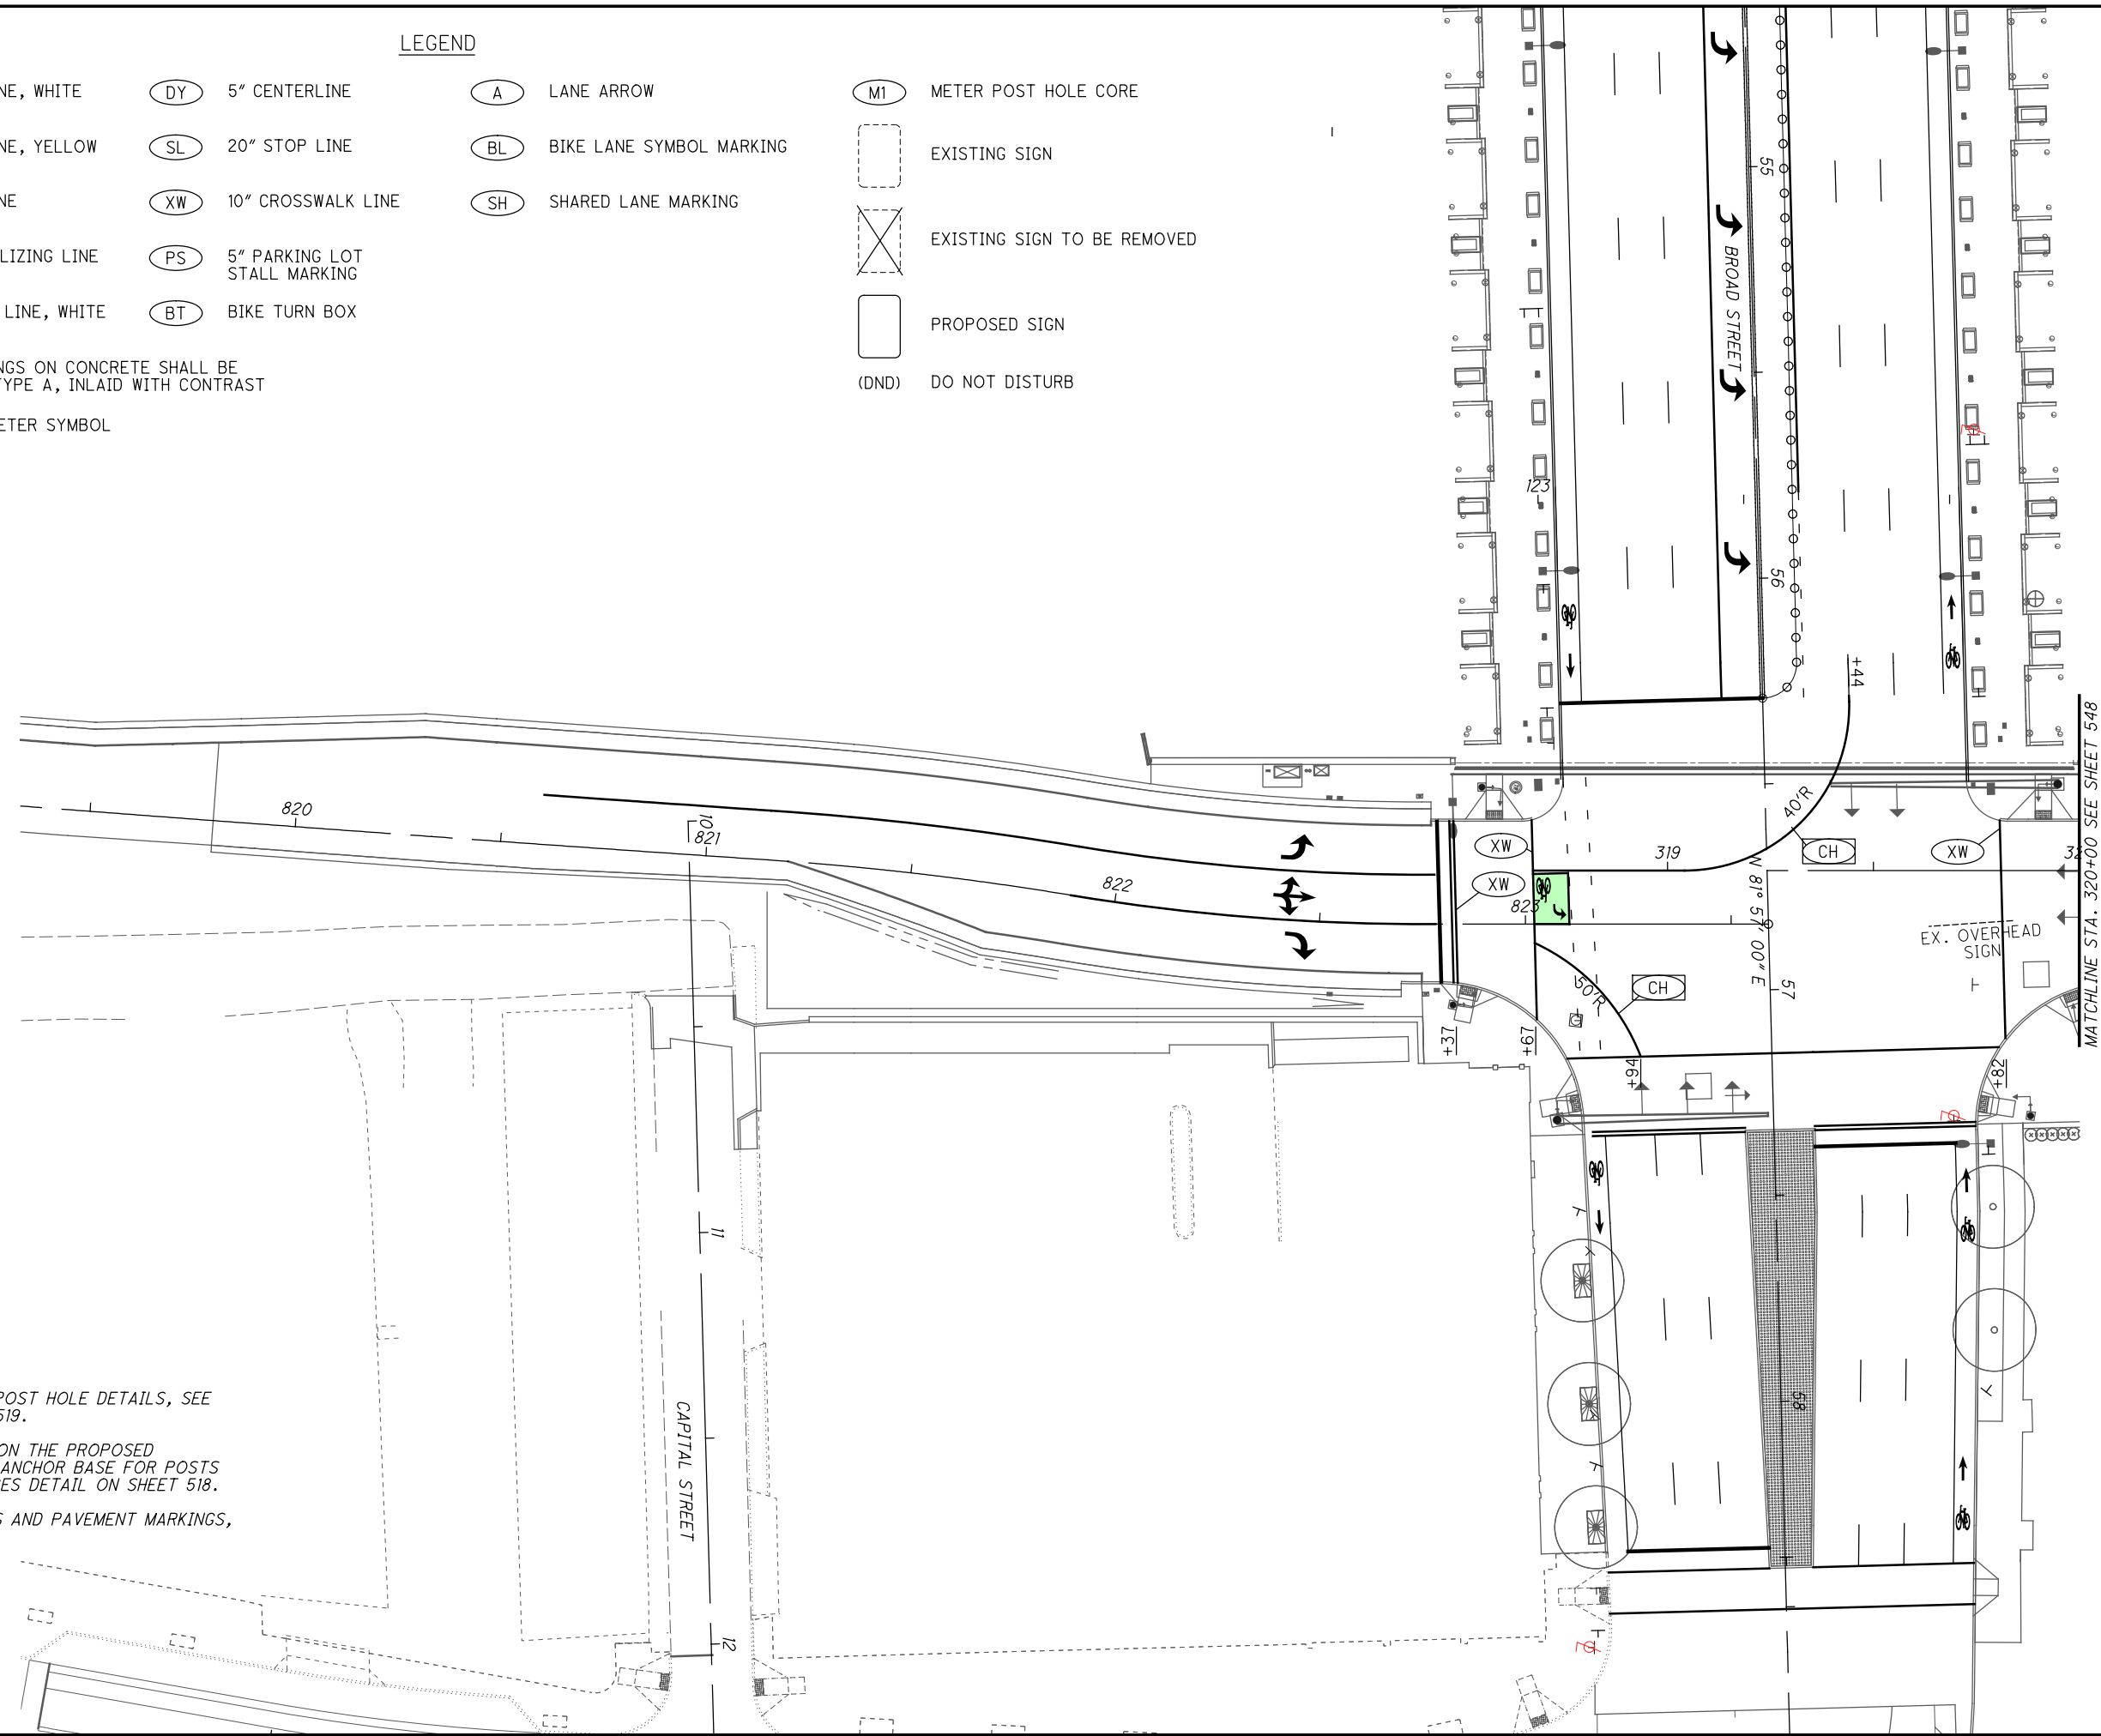 LEGEND
NE, WHITE
DY 5" CENTERLINE
A LANE ARROW
M1 METER POST HOLE CORE
NE, YELLOW
SL 20" STOP LINE
BL BIKE LANE SYMBOL MARKING
EXISTING SIGN
NE
XW 10" CROSSWALK LINE
SH SHARED LANE MARKING
EXISTING SIGN TO BE REMOVED
LIZING LINE
PS 5" PARKING LOT
STALL MARKING
LINE, WHITE
BT BIKE TURN BOX
PROPOSED SIGN
(DND) DO NOT DISTURB
NGS ON CONCRETE SHALL BE
TYPE A, INLAID WITH CONTRAST
ETER SYMBOL
55
BROAD STREET
123
56
+44
MATCHLINE STA. 320+00 SEE SHEET 548
820
10
821
822
823
XW
XW
319
40'R
CH
XW
32
N 81° 57' 00" E
EX. OVERHEAD
SIGN
50'R
CH
57
+37
+67
+94
+82
11
58
CAPITAL STREET
12
POST HOLE DETAILS, SEE
519.
ON THE PROPOSED
ANCHOR BASE FOR POSTS
ES DETAIL ON SHEET 518.
S AND PAVEMENT MARKINGS,